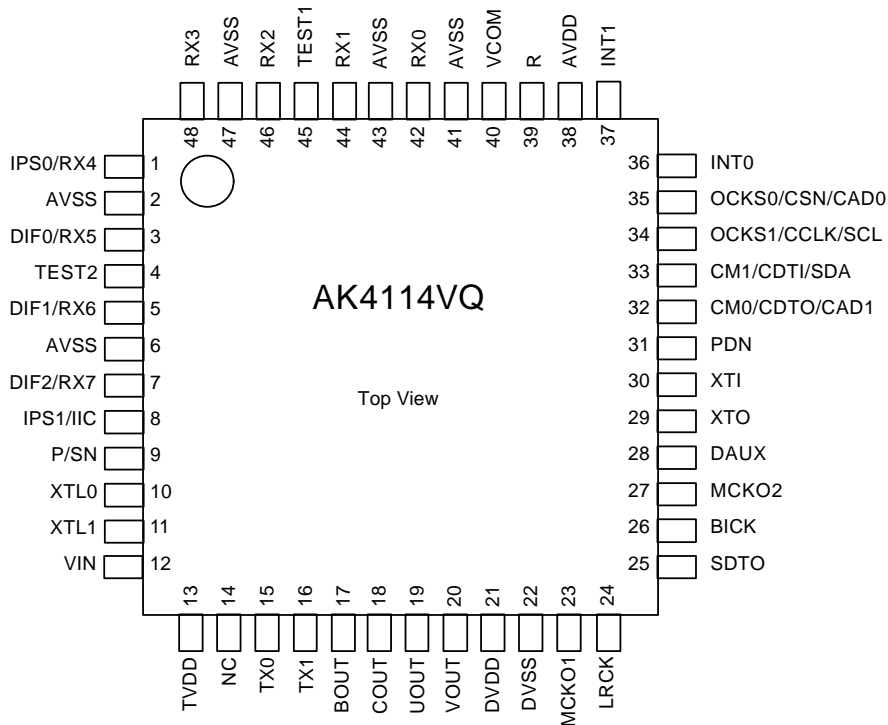 RX3 AVSS RX2 TEST1 RX1 AVSS RX0 AVSS VCOM R AVDD INT1
48 47 46 45 44 43 42 41 40 39 38 37
IPS0/RX4 1 36 INT0
AVSS 2 35 OCKS0/CSN/CAD0
DIF0/RX5 3 34 OCKS1/CCLK/SCL
TEST2 4 33 CM1/CDTI/SDA
DIF1/RX6 5 32 CM0/CDTO/CAD1
AK4114VQ
AVSS 6 31 PDN
DIF2/RX7 7 30 XTI
Top View
IPS1/IIC 8 29 XTO
P/SN 9 28 DAUX
XTL0 10 27 MCKO2
XTL1 11 26 BICK
VIN 12 25 SDTO
13 14 15 16 17 18 19 20 21 22 23 24
TVDD NC TX0 TX1 BOUT COUT UOUT VOUT DVDD DVSS MCKO1 LRCK